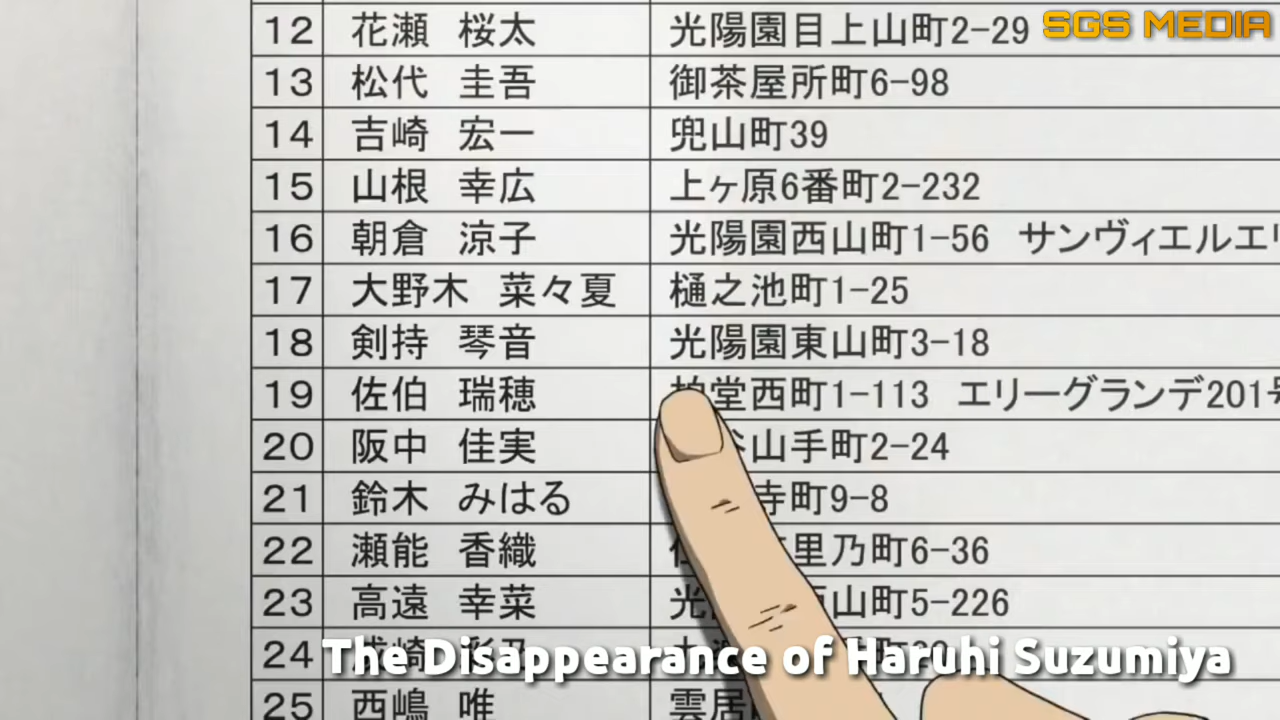 12 花瀬 桜太 光陽園目上山町2-29
SGS MEDIA
13 松代 圭吾 御茶屋所町6-98
14 吉崎 宏一 兜山町39
15 山根 幸広 上ヶ原6番町2-232
16 朝倉 涼子 光陽園西山町1-56 サンヴィエルエリ
17 大野木 菜々夏 樋之池町1-25
18 剣持 琴音 光陽園東山町3-18
19 佐伯 瑞穂 柏堂西町1-113 エリーグランデ201号
20 阪中 佳実 山手町2-24
21 鈴木 みはる 寺町9-8
22 瀬能 香織 里乃町6-36
23 高遠 幸菜 光 山町5-226
24
The Disappearance of Haruhi Suzumiya
25 西嶋 唯 雲居